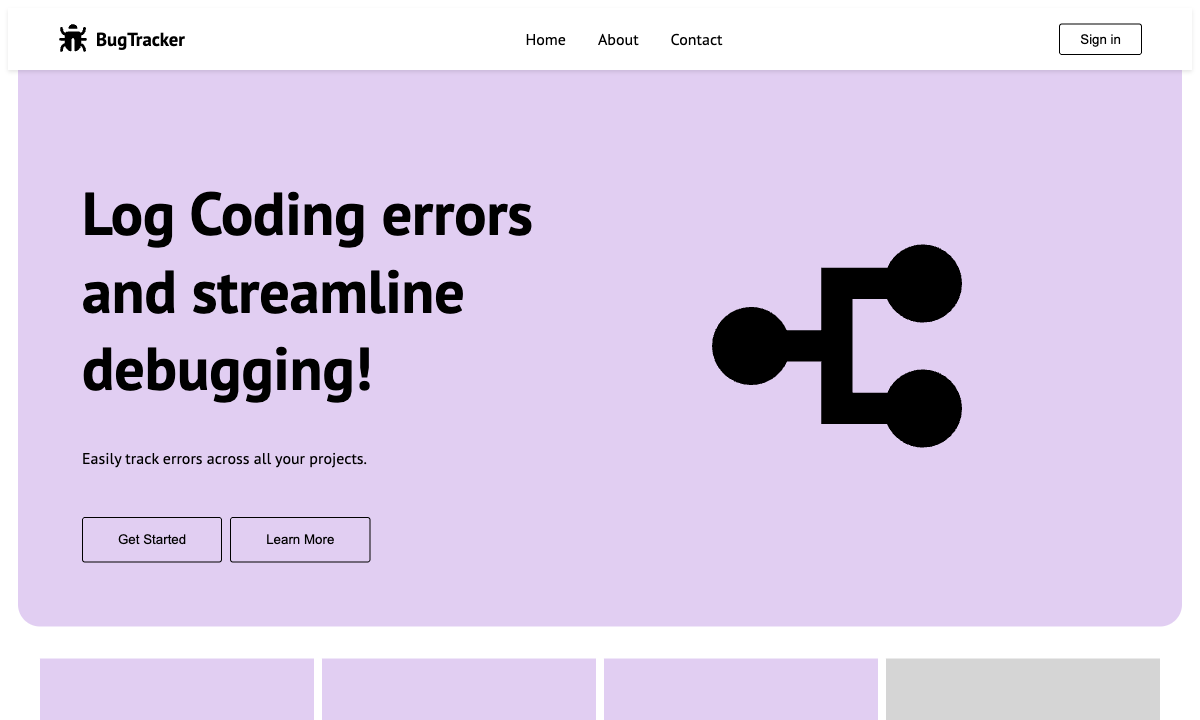 BugTracker
Home
About
Contact
Sign in
Log Coding errors
and streamline
debugging!
Easily track errors across all your projects.
Get Started
Learn More